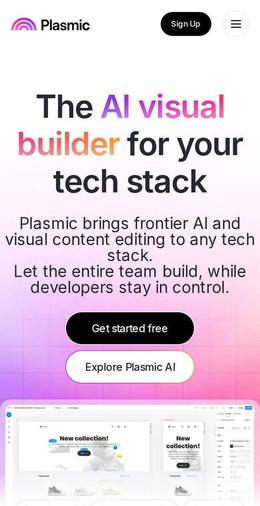 Plasmic
Sign Up
The AI visual
builder for your
tech stack
Plasmic brings frontier AI and
visual content editing to any tech
stack.
Let the entire team build, while
developers stay in control.
Get started free
Explore Plasmic AI
New collection!
New collection!